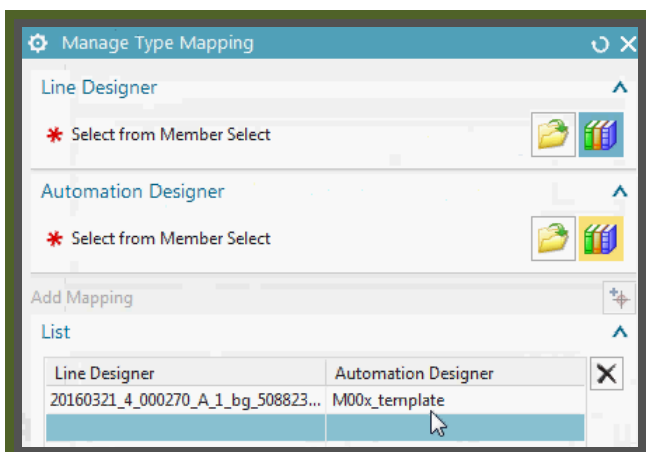 Manage Type Mapping
Line Designer
* Select from Member Select
Automation Designer
* Select from Member Select
Add Mapping
List
Line Designer Automation Designer
20160321_4_000270_A_1_bg_508823... M00x_template